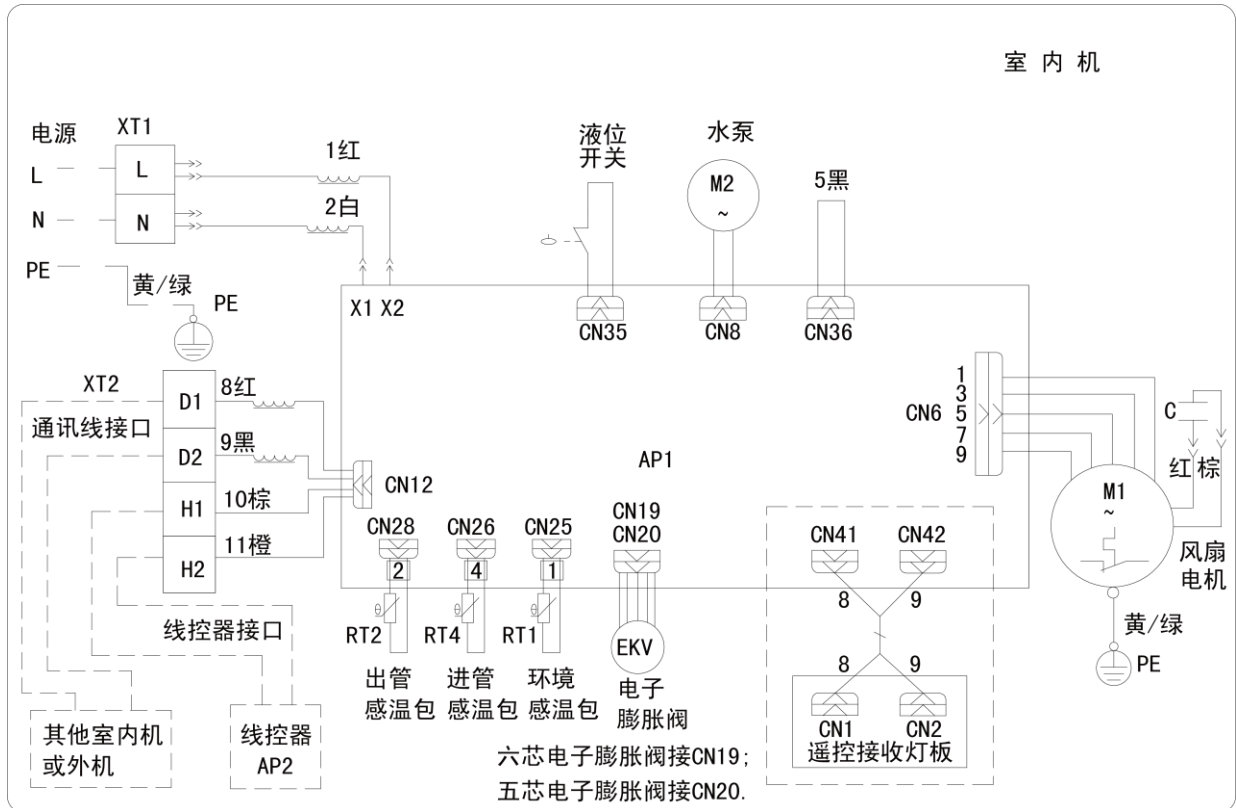 室内机
电源
XT1
L
L
N
N
PE
黄/绿
PE
1红
2白
X1 X2
液位
开关
CN35
水泵
M2
~
CN8
5黑
CN36
XT2
通讯线接口
D1
8红
D2
9黑
H1
10棕
H2
11橙
CN12
线控器接口
其他室内机
或外机
线控器
AP2
AP1
CN28
2
RT2
θ
出管
感温包
CN26
4
RT4
θ
进管
感温包
CN25
1
RT1
θ
环境
感温包
CN19
CN20
EKV
电子
膨胀阀
六芯电子膨胀阀接CN19;
五芯电子膨胀阀接CN20.
CN41
CN42
8
9
8
9
CN1
CN2
遥控接收灯板
CN6
1
3
5
7
9
C
红
棕
M1
~
风扇
电机
黄/绿
PE